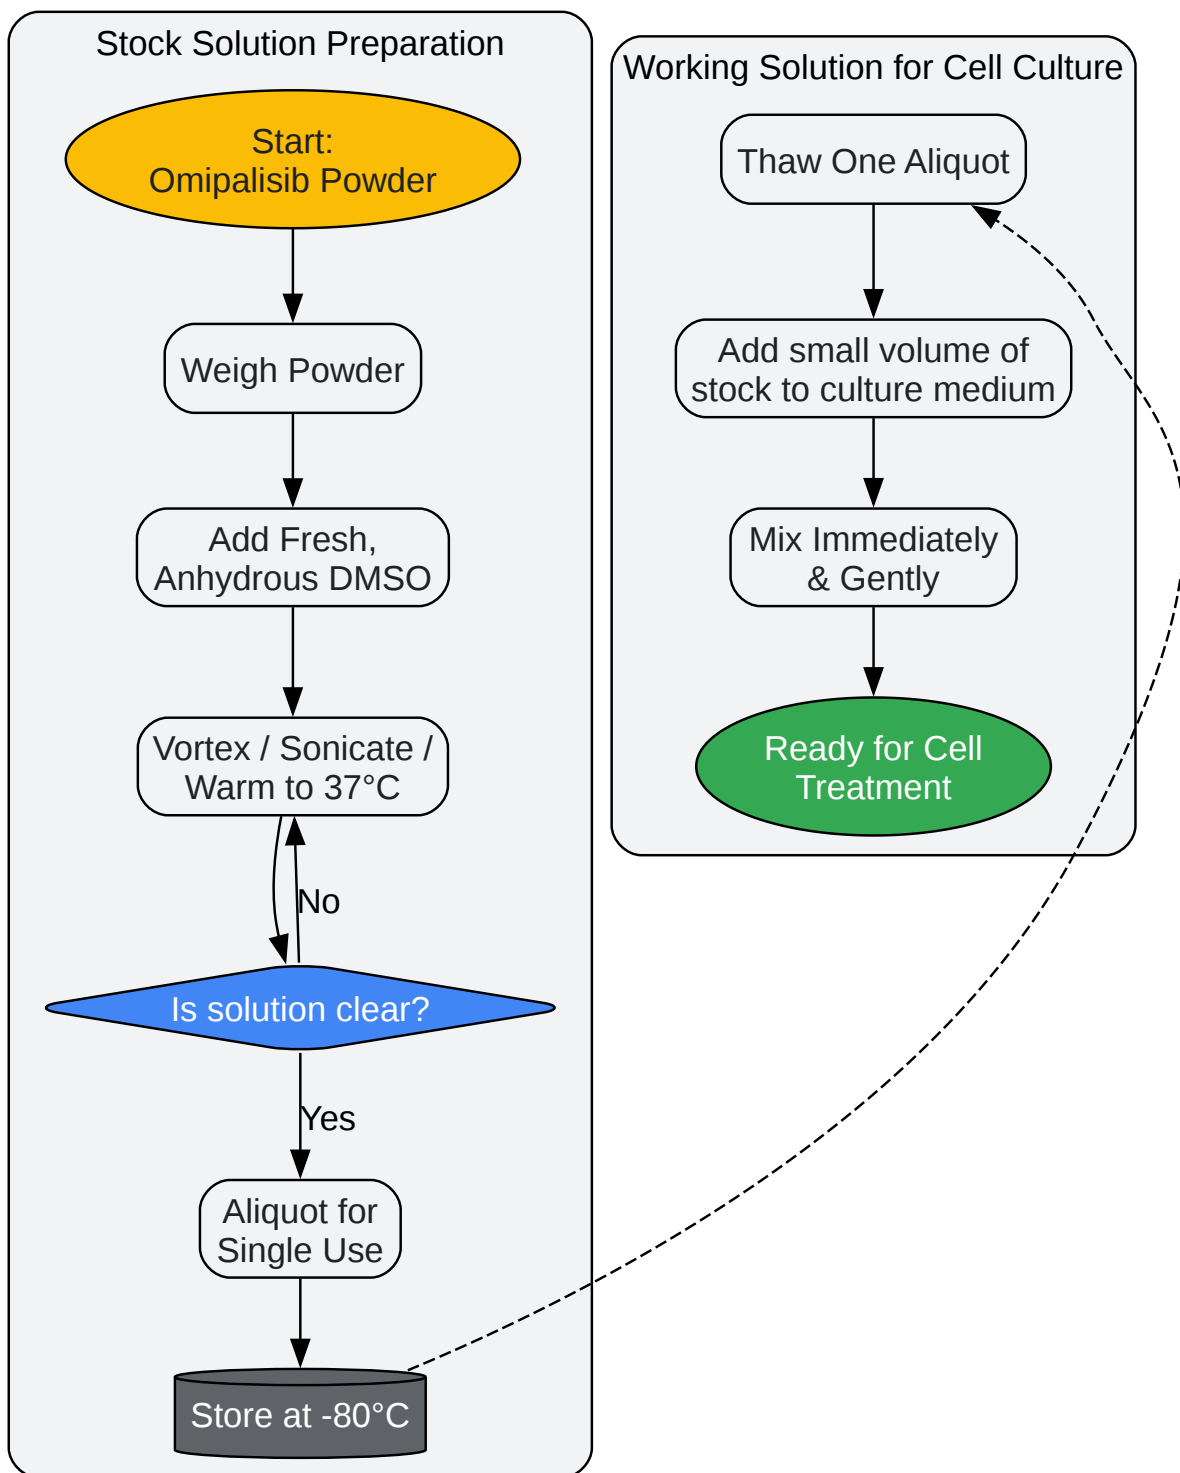 Stock Solution Preparation
Start:
Omipalisib Powder
Weigh Powder
Add Fresh,
Anhydrous DMSO
Vortex / Sonicate /
Warm to 37°C
No
Is solution clear?
Yes
Aliquot for
Single Use
Store at -80°C
Working Solution for Cell Culture
Thaw One Aliquot
Add small volume of
stock to culture medium
Mix Immediately
& Gently
Ready for Cell
Treatment